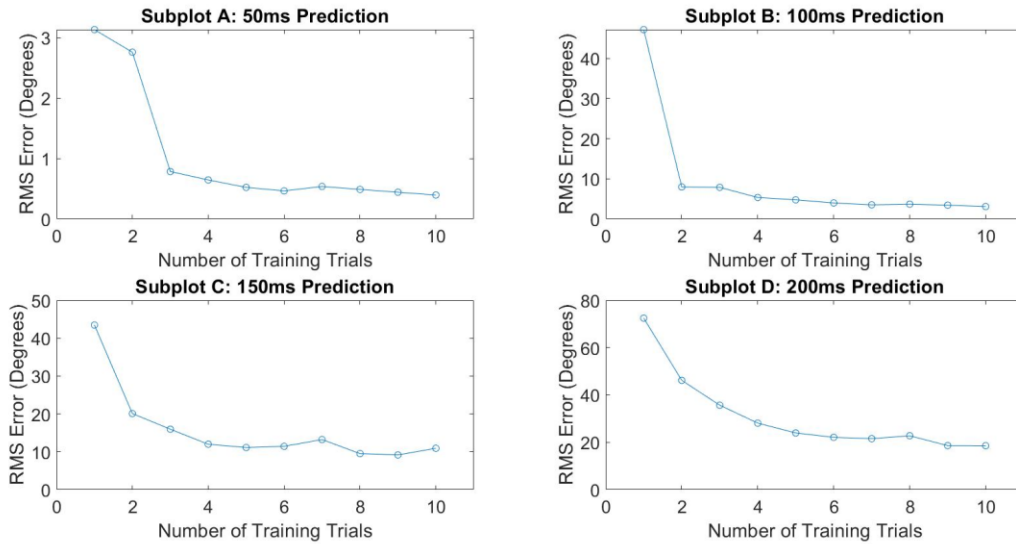 Subplot A: 50ms Prediction
3
2
1
0
RMS Error (Degrees)
0 2 4 6 8 10
Number of Training Trials
Subplot B: 100ms Prediction
40
30
20
10
0
RMS Error (Degrees)
0 2 4 6 8 10
Number of Training Trials
Subplot C: 150ms Prediction
50
40
30
20
10
0
RMS Error (Degrees)
0 2 4 6 8 10
Number of Training Trials
Subplot D: 200ms Prediction
80
60
40
20
0
RMS Error (Degrees)
0 2 4 6 8 10
Number of Training Trials